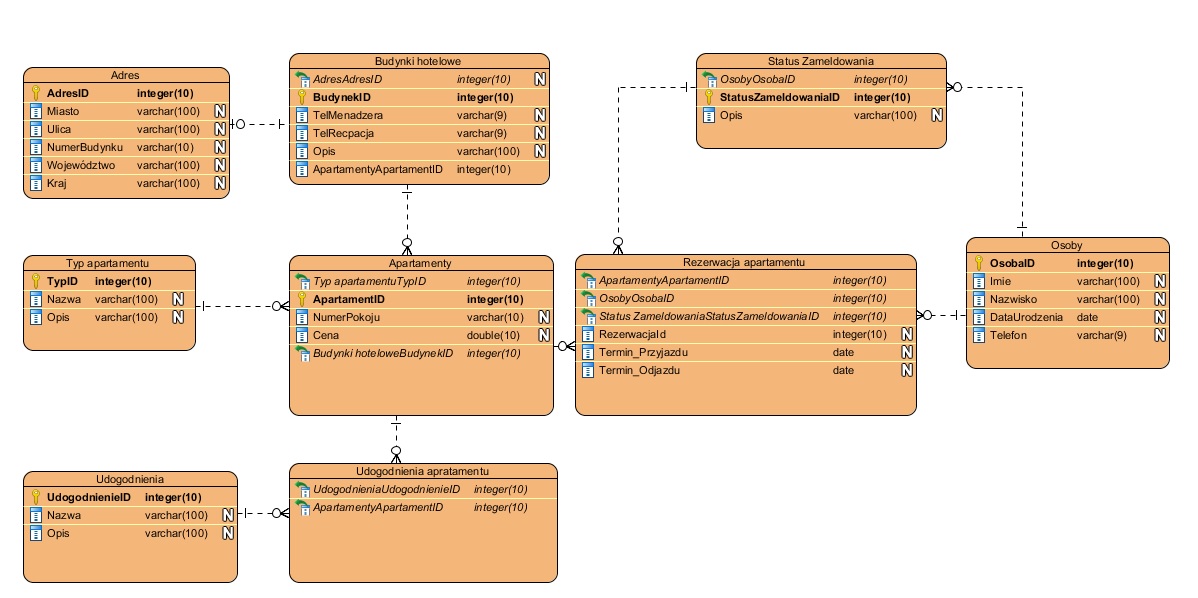 Adres
AdresID integer(10)
Miasto varchar(100) N
Ulica varchar(100) N
NumerBudynku varchar(10) N
Województwo varchar(100) N
Kraj varchar(100) N
Budynki hotelowe
AdresAdresID integer(10) N
BudynekID integer(10)
TelMenadzera varchar(9) N
TelRecpacja varchar(9) N
Opis varchar(100) N
ApartamentyApartamentID integer(10)
Status Zameldowania
OsobyOsobaID integer(10)
StatusZameldowaniaID integer(10)
Opis varchar(100) N
Typ apartamentu
TypID integer(10)
Nazwa varchar(100) N
Opis varchar(100) N
Apartamenty
Typ apartamentuTypID integer(10)
ApartamentID integer(10)
NumerPokoju varchar(10) N
Cena double(10) N
Budynki hoteloweBudynekID integer(10)
Rezerwacja apartamentu
ApartamentyApartamentID integer(10)
OsobyOsobaID integer(10)
Status ZameldowaniaStatusZameldowaniaID integer(10)
RezerwacjaId integer(10) N
Termin_Przyjazdu date N
Termin_Odjazdu date N
Osoby
OsobaID integer(10)
Imie varchar(100) N
Nazwisko varchar(100) N
DataUrodzenia date N
Telefon varchar(9) N
Udogodnienia
UdogodnienieID integer(10)
Nazwa varchar(100) N
Opis varchar(100) N
Udogodnienia apratamentu
UdogodnieniaUdogodnienieID integer(10)
ApartamentyApartamentID integer(10)